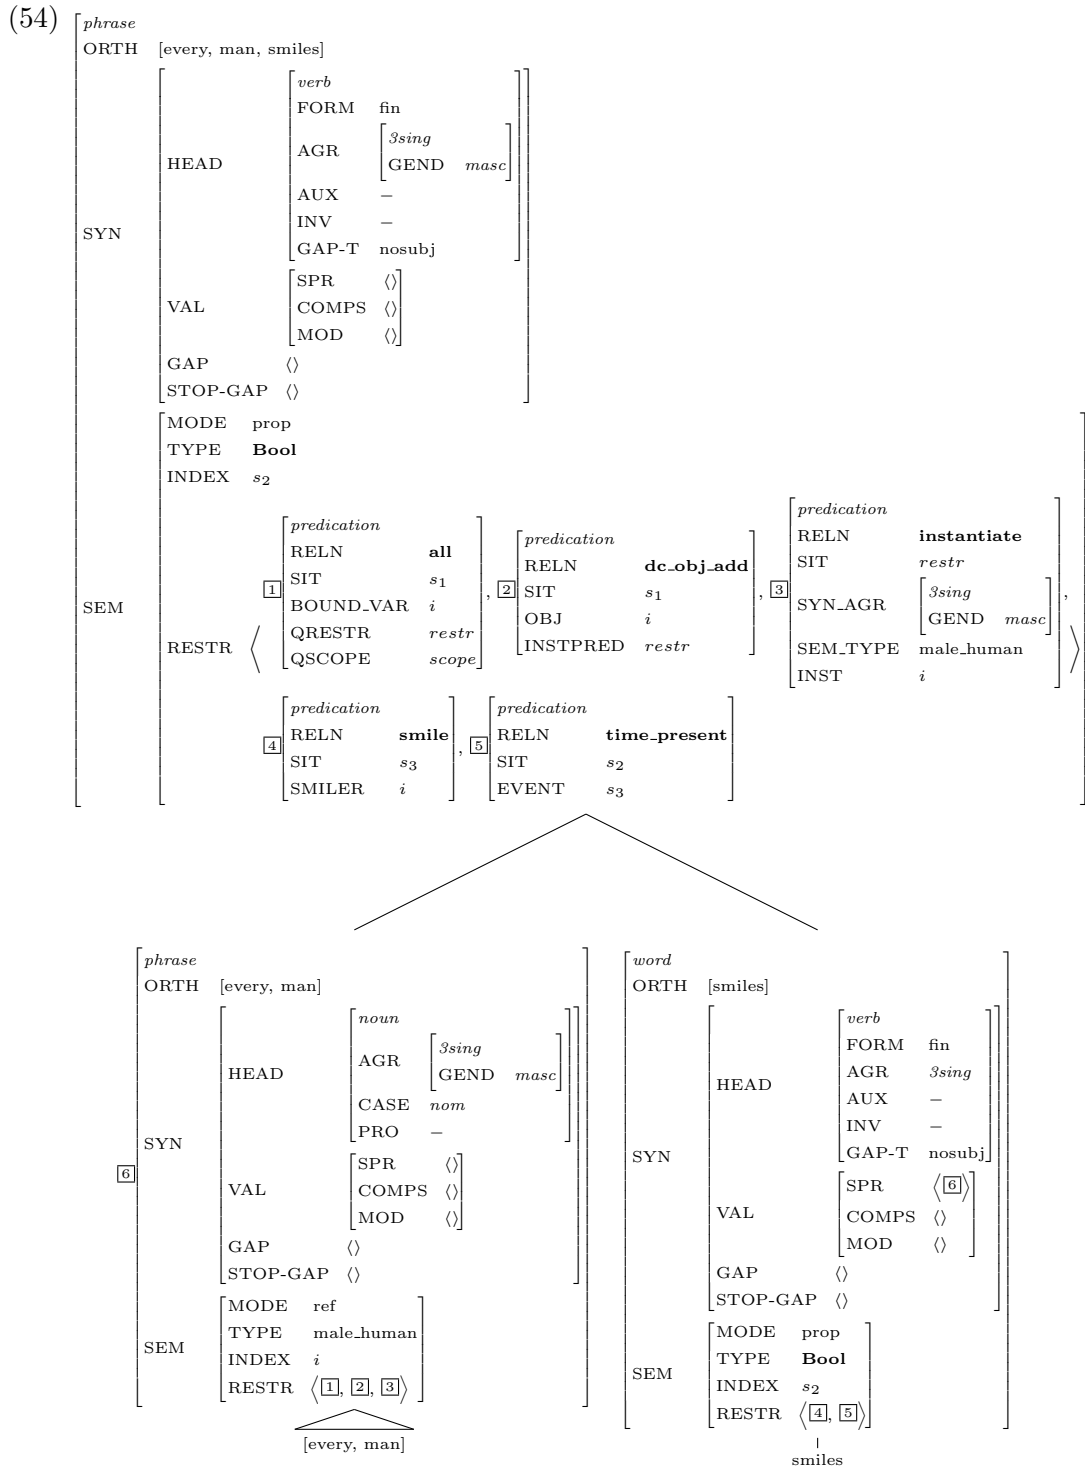 (54)
phrase
ORTH [every, man, smiles]
SYN
HEAD
verb
FORM fin
AGR
3sing
GEND masc
AUX −
INV −
GAP-T nosubj
VAL
SPR ⟨⟩
COMPS ⟨⟩
MOD ⟨⟩
GAP ⟨⟩
STOP-GAP ⟨⟩
SEM
MODE prop
TYPE Bool
INDEX s2
RESTR ⟨
1
predication
RELN all
SIT s1
BOUND_VAR i
QRESTR restr
QSCOPE scope
,
2
predication
RELN dc_obj_add
SIT s1
OBJ i
INSTPRED restr
,
3
predication
RELN instantiate
SIT restr
SYN_AGR
3sing
GEND masc
SEM_TYPE male_human
INST i
,
4
predication
RELN smile
SIT s3
SMILER i
,
5
predication
RELN time_present
SIT s2
EVENT s3
⟩
6
phrase
ORTH [every, man]
SYN
HEAD
noun
AGR
3sing
GEND masc
CASE nom
PRO −
VAL
SPR ⟨⟩
COMPS ⟨⟩
MOD ⟨⟩
GAP ⟨⟩
STOP-GAP ⟨⟩
SEM
MODE ref
TYPE male_human
INDEX i
RESTR ⟨1, 2, 3⟩
[every, man]
word
ORTH [smiles]
SYN
HEAD
verb
FORM fin
AGR 3sing
AUX −
INV −
GAP-T nosubj
VAL
SPR ⟨6⟩
COMPS ⟨⟩
MOD ⟨⟩
GAP ⟨⟩
STOP-GAP ⟨⟩
SEM
MODE prop
TYPE Bool
INDEX s2
RESTR ⟨4, 5⟩
smiles